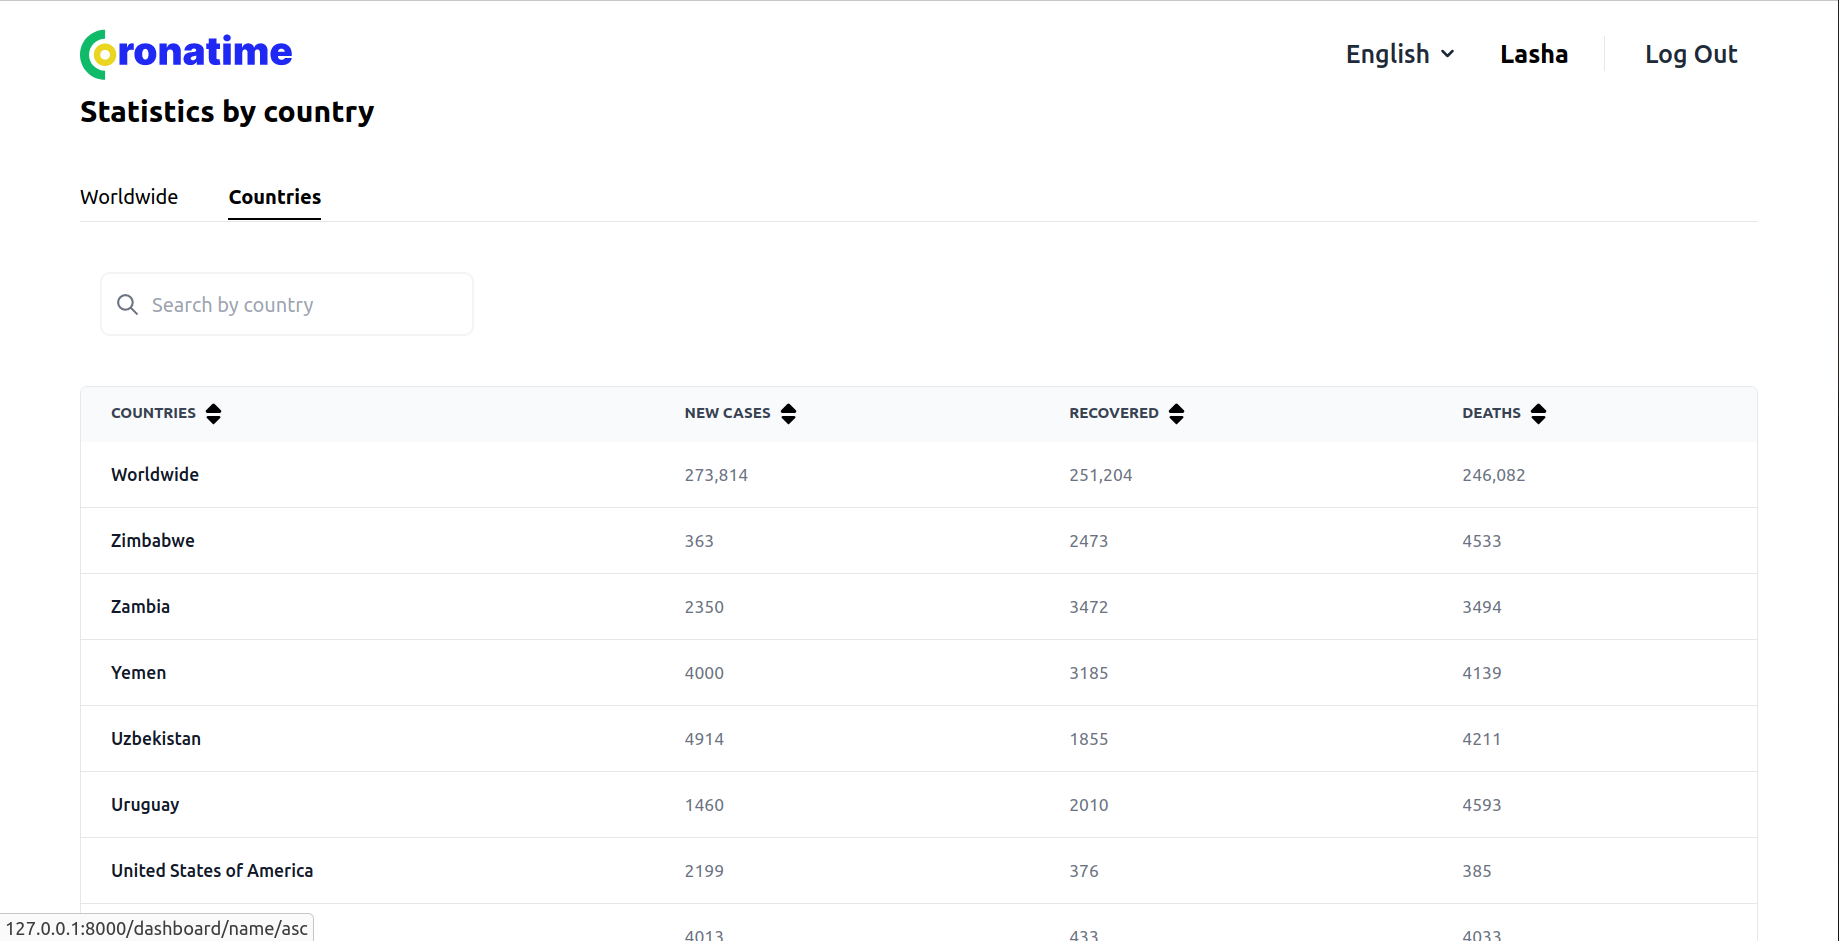 Coronatime
English Lasha Log Out
Statistics by country
Worldwide Countries
Search by country
COUNTRIES NEW CASES RECOVERED DEATHS
Worldwide 273,814 251,204 246,082
Zimbabwe 363 2473 4533
Zambia 2350 3472 3494
Yemen 4000 3185 4139
Uzbekistan 4914 1855 4211
Uruguay 1460 2010 4593
United States of America 2199 376 385
4013 433 4033
127.0.0.1:8000/dashboard/name/asc